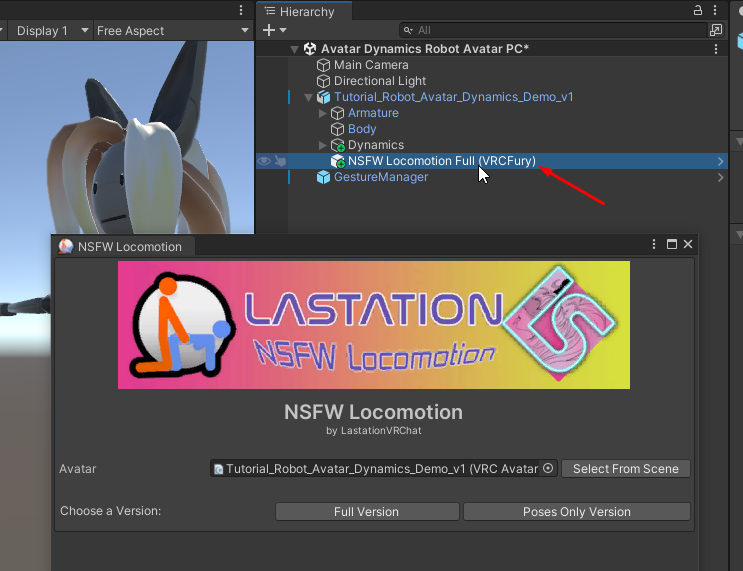 Hierarchy
Display 1
Free Aspect
All
Avatar Dynamics Robot Avatar PC*
Main Camera
Directional Light
Tutorial_Robot_Avatar_Dynamics_Demo_v1
Armature
Body
Dynamics
NSFW Locomotion Full (VRCFury)
GestureManager
NSFW Locomotion
LASTATION
NSFW Locomotion
LS
NSFW Locomotion
by LastationVRChat
Avatar
Tutorial_Robot_Avatar_Dynamics_Demo_v1 (VRC Avatar
Select From Scene
Choose a Version:
Full Version
Poses Only Version